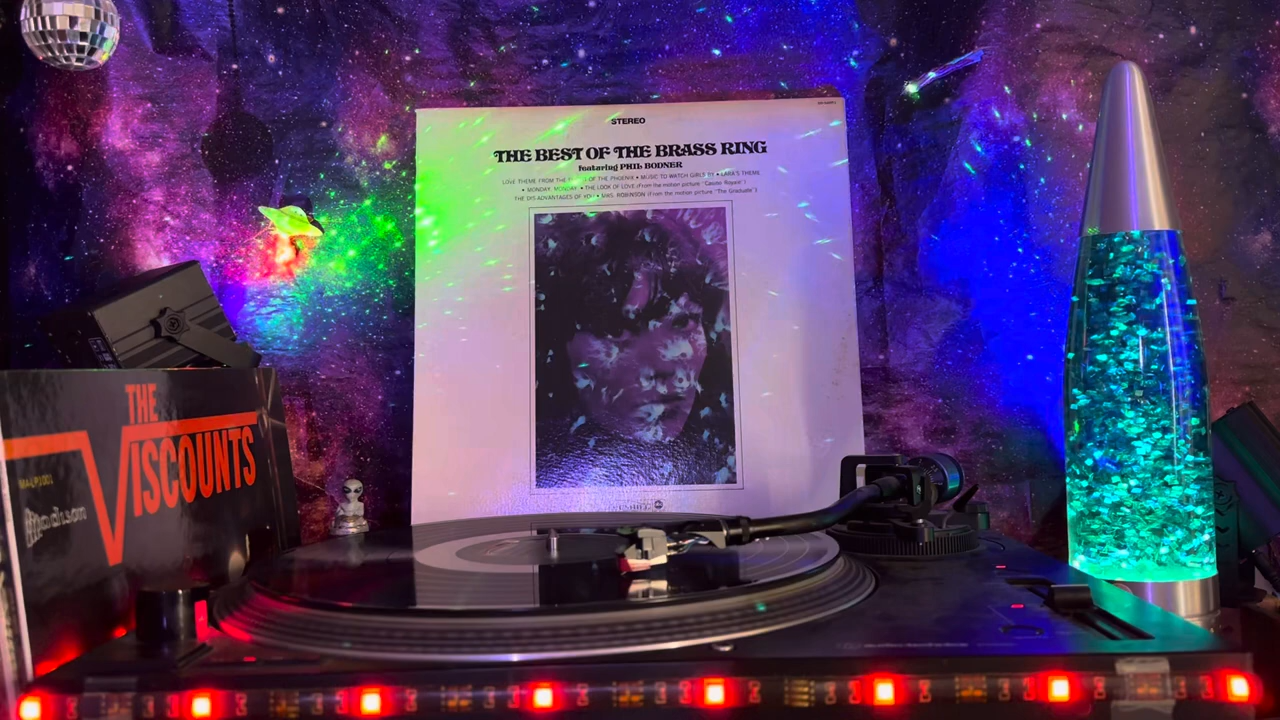 STEREO
THE BEST OF THE BRASS RING
featuring PHIL BODNER
LOVE THEME FROM THE OF THE PHOENIX • MUSIC TO WATCH GIRLS BY • LARA'S THEME
• MONDAY, MONDAY • THE LOOK OF LOVE (From the motion picture "Casino Royale")
THE DIS-ADVANTAGES OF YOU • MRS. ROBINSON (From the motion picture "The Graduate")
THE
VISCOUNTS
Madison